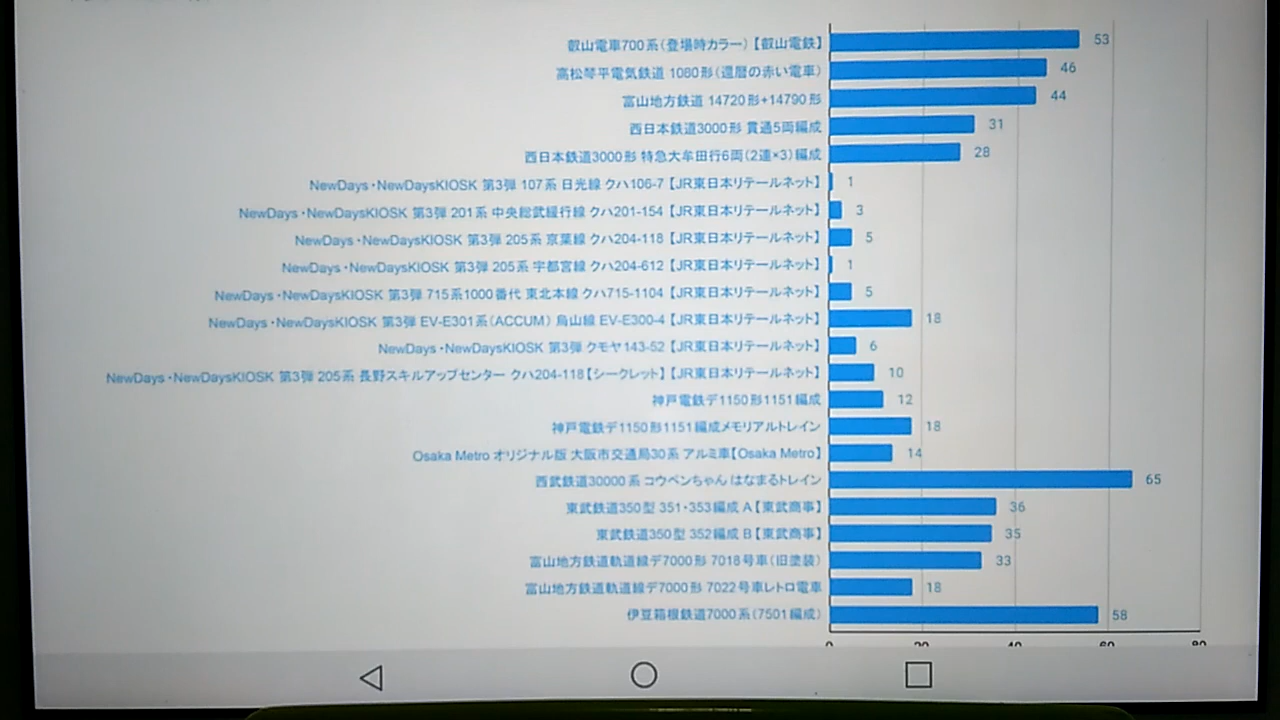 叡山電車700系（登場時カラー）【叡山電鉄】 53
高松琴平電気鉄道 1080形（還暦の赤い電車） 46
富山地方鉄道 14720形+14790形 44
西日本鉄道3000形 貫通5両編成 31
西日本鉄道3000形 特急大牟田行6両（2連×3）編成 28
NewDays・NewDaysKIOSK 第3弾 107系 日光線 クハ106-7【JR東日本リテールネット】 1
NewDays・NewDaysKIOSK 第3弾 201系 中央総武緩行線 クハ201-154【JR東日本リテールネット】 3
NewDays・NewDaysKIOSK 第3弾 205系 京葉線 クハ204-118【JR東日本リテールネット】 5
NewDays・NewDaysKIOSK 第3弾 205系 宇都宮線 クハ204-612【JR東日本リテールネット】 1
NewDays・NewDaysKIOSK 第3弾 715系1000番代 東北本線 クハ715-1104【JR東日本リテールネット】 5
NewDays・NewDaysKIOSK 第3弾 EV-E301系（ACCUM） 烏山線 EV-E300-4【JR東日本リテールネット】 18
NewDays・NewDaysKIOSK 第3弾 クモヤ143-52【JR東日本リテールネット】 6
NewDays・NewDaysKIOSK 第3弾 205系 長野スキルアップセンター クハ204-118【シークレット】【JR東日本リテールネット】 10
神戸電鉄デ1150形1151編成 12
神戸電鉄デ1150形1151編成メモリアルトレイン 18
Osaka Metro オリジナル版 大阪市交通局30系 アルミ車【Osaka Metro】 14
西武鉄道30000系 コウペンちゃん はなまるトレイン 65
東武鉄道350型 351・353編成 A【東武商事】 36
東武鉄道350型 352編成 B【東武商事】 35
富山地方鉄道軌道線デ7000形 7018号車（旧塗装） 33
富山地方鉄道軌道線デ7000形 7022号車レトロ電車 18
伊豆箱根鉄道7000系（7501編成） 58